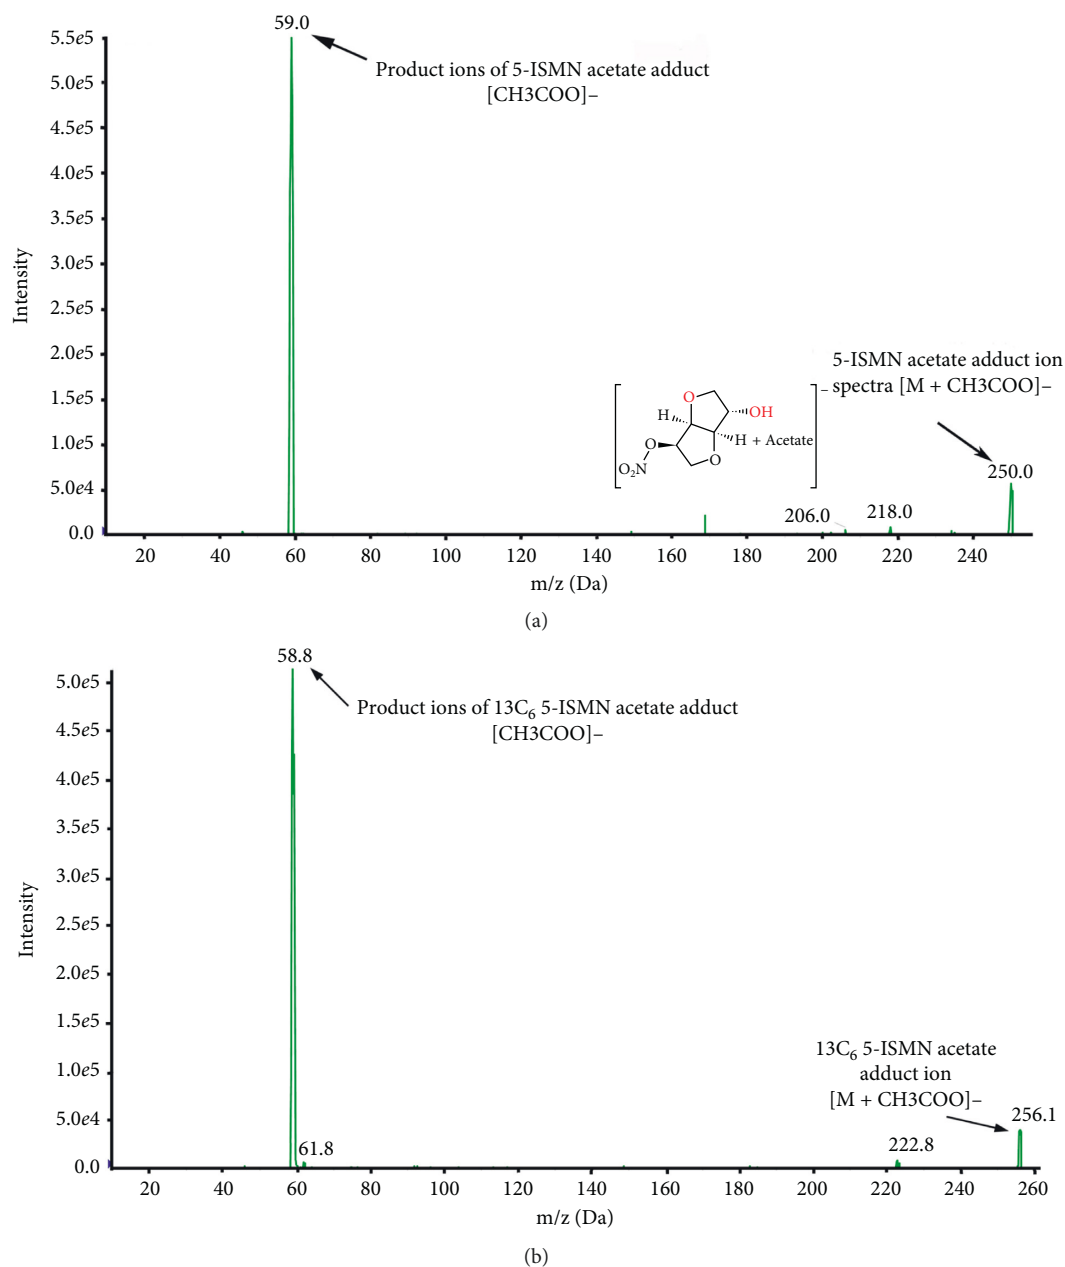 59.0
5.5e5
Product ions of 5-ISMN acetate adduct
[CH3COO]–
5.0e5
4.5e5
4.0e5
3.5e5
3.0e5
2.5e5
2.0e5
1.5e5
1.0e5
5.0e4
0.0
Intensity
5-ISMN acetate adduct ion
spectra [M + CH3COO]–
O
OH
H
H + Acetate
O
O
O₂N
–
250.0
206.0
218.0
20 40 60 80 100 120 140 160 180 200 220 240
m/z (Da)
(a)
58.8
5.0e5
Product ions of 13C₆ 5-ISMN acetate adduct
[CH3COO]–
4.5e5
4.0e5
3.5e5
3.0e5
2.5e5
2.0e5
1.5e5
1.0e5
5.0e4
0.0
Intensity
13C₆ 5-ISMN acetate
adduct ion
[M + CH3COO]–
256.1
61.8
222.8
20 40 60 80 100 120 140 160 180 200 220 240 260
m/z (Da)
(b)